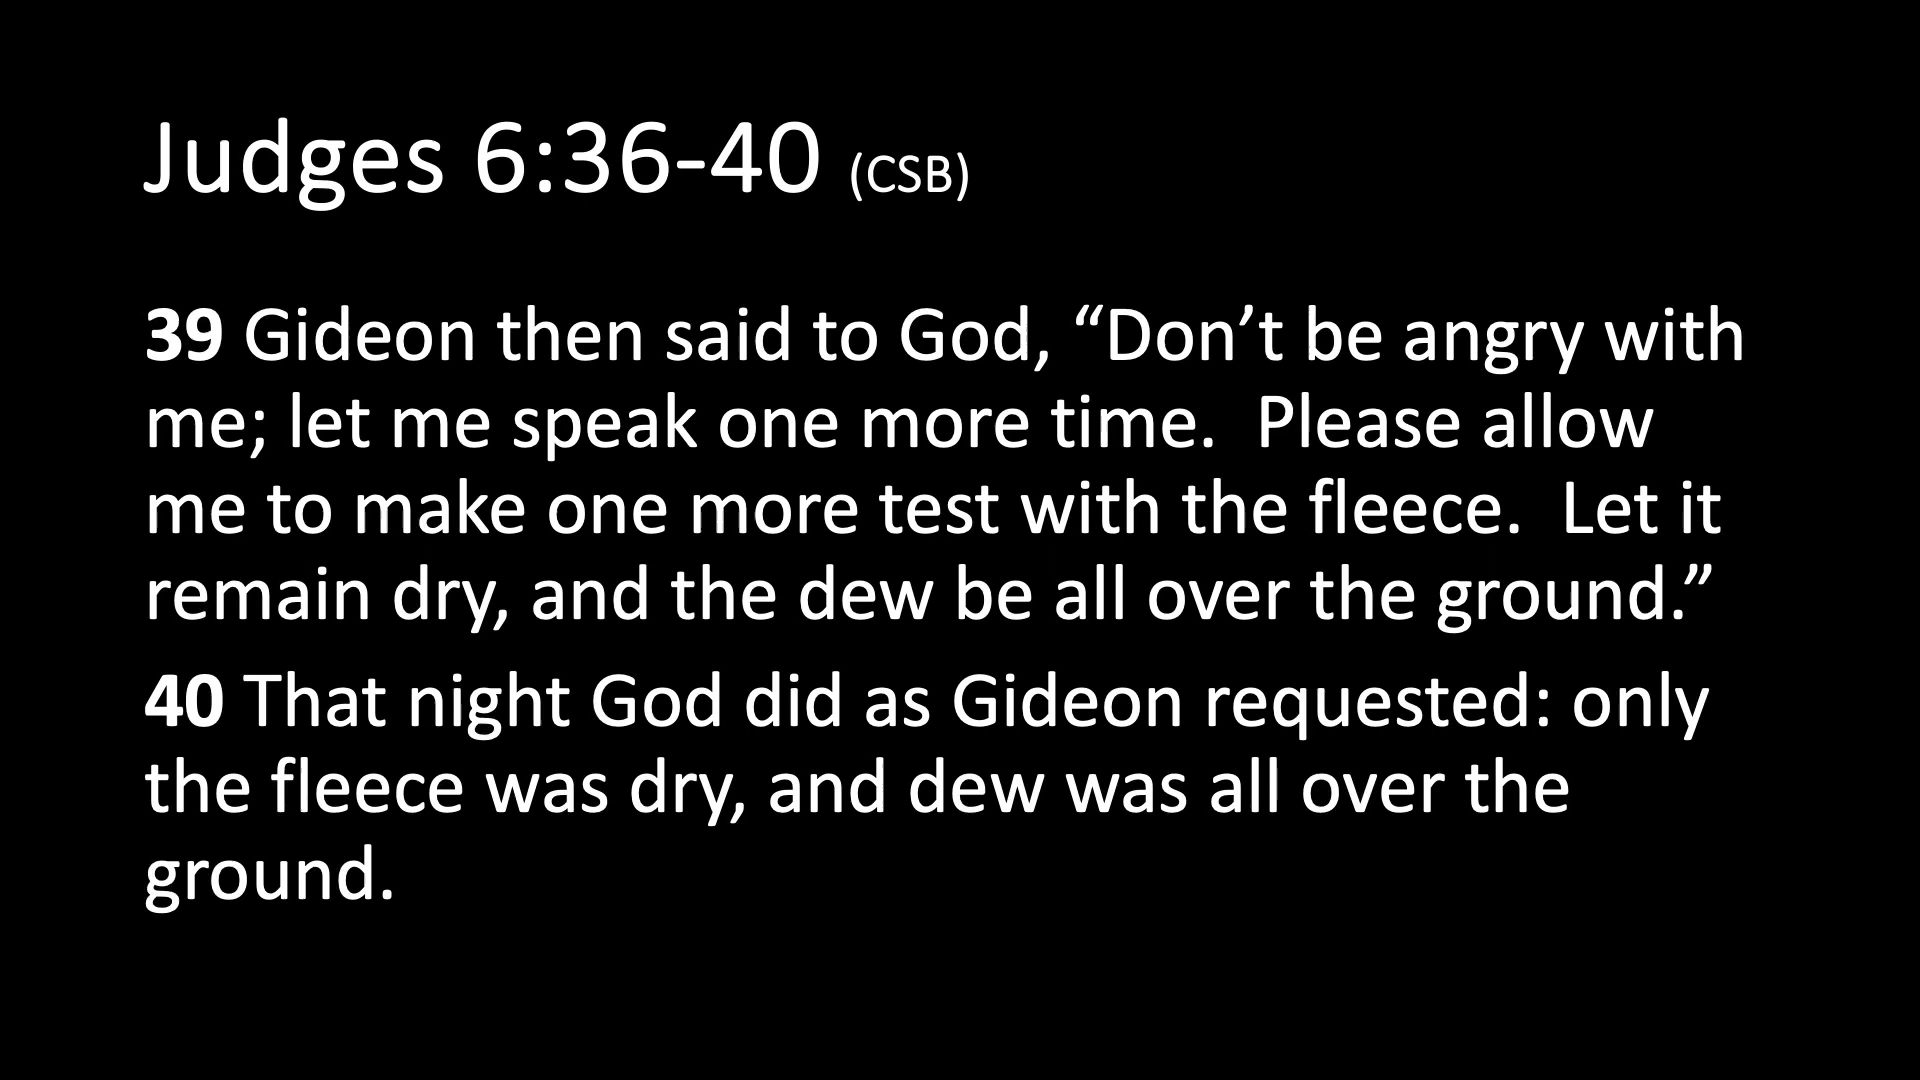 Judges 6:36-40 (CSB)
39 Gideon then said to God, “Don’t be angry with
me; let me speak one more time.  Please allow
me to make one more test with the fleece.  Let it
remain dry, and the dew be all over the ground.”
40 That night God did as Gideon requested: only
the fleece was dry, and dew was all over the
ground.